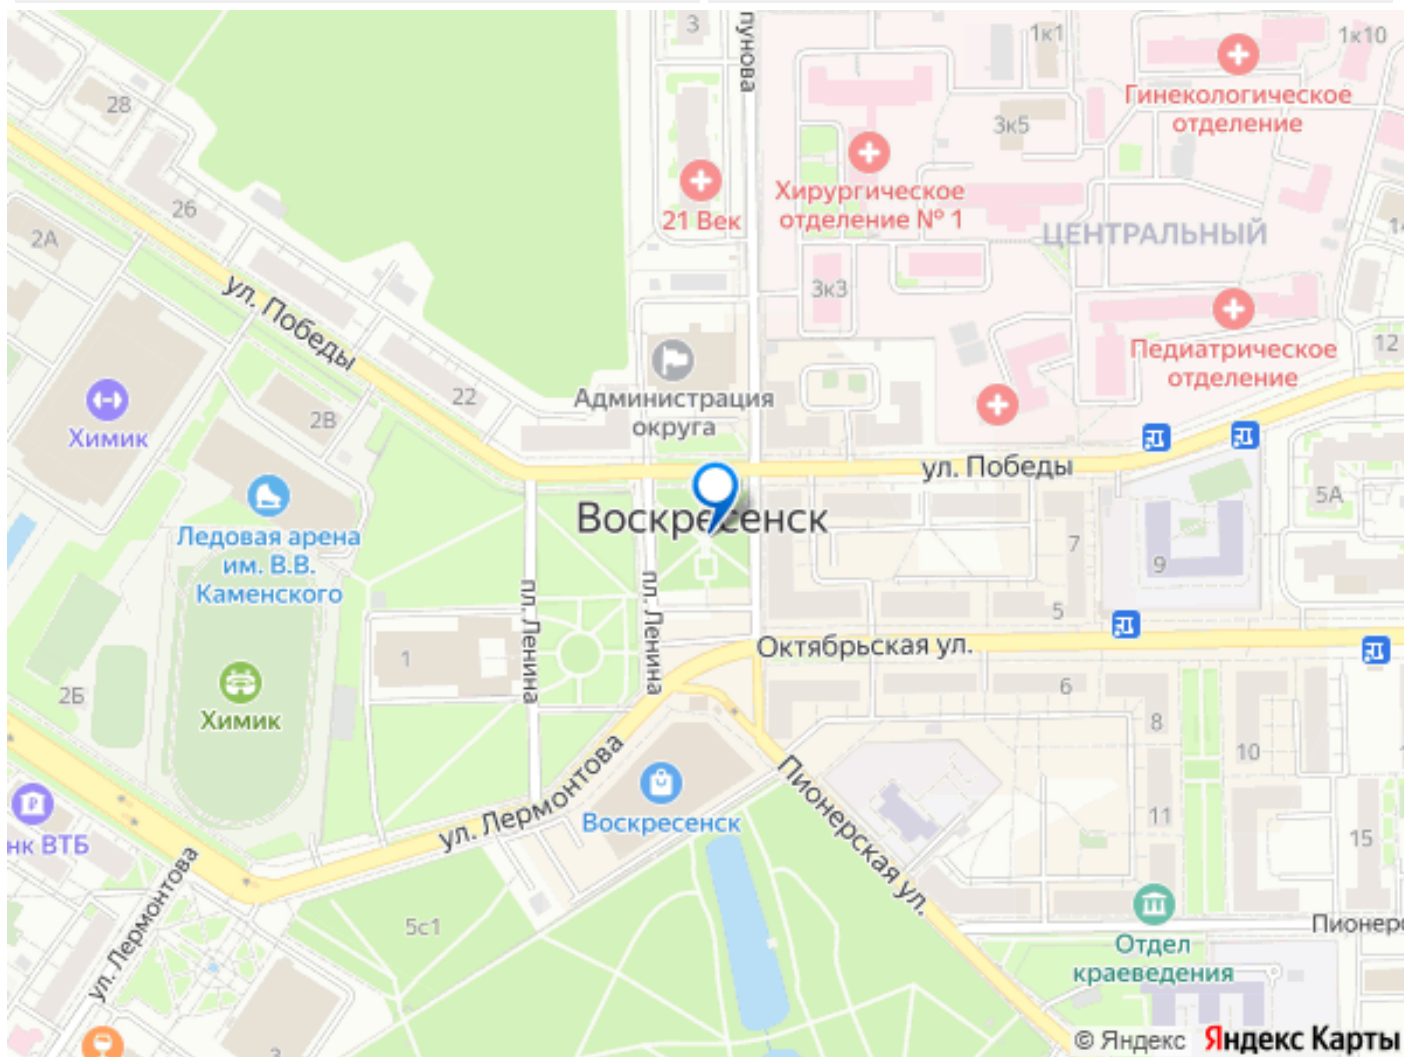 3
пунова
1к1
1к10
Гинекологическое
отделение
28
3к5
Хирургическое
отделение № 1
21 Век
26
2А
ЦЕНТРАЛЬНЫЙ
14
3к3
ул. Победы
Педиатрическое
отделение
12
Администрация
округа
22
2В
Химик
ул. Победы
5А
Воскресенск
Ледовая арена
им. В.В.
Каменского
7
9
пл. Ленина
пл. Ленина
5
Октябрьская ул.
1
2Б
Химик
6
8
10
ул. Лермонтова
Пионерская ул.
Воскресенск
11
15
нк ВТБ
ул. Лермонтова
5с1
Пионерс
Отдел
краеведения
© Яндекс Яндекс Карты